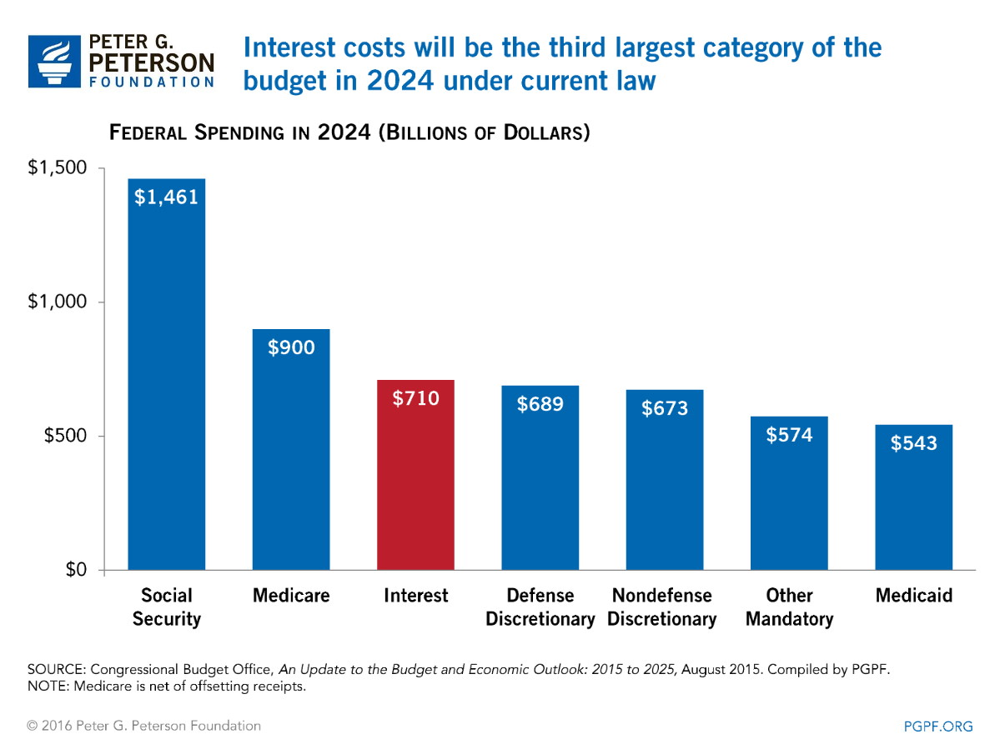 PETER G.
PETERSON
FOUNDATION
Interest costs will be the third largest category of the
budget in 2024 under current law
FEDERAL SPENDING IN 2024 (BILLIONS OF DOLLARS)
$1,500
$1,000
$500
$0
$1,461
$900
$710
$689
$673
$574
$543
Social
Security
Medicare
Interest
Defense
Discretionary
Nondefense
Discretionary
Other
Mandatory
Medicaid
SOURCE: Congressional Budget Office, An Update to the Budget and Economic Outlook: 2015 to 2025, August 2015. Compiled by PGPF.
NOTE: Medicare is net of offsetting receipts.
© 2016 Peter G. Peterson Foundation
PGPF.ORG